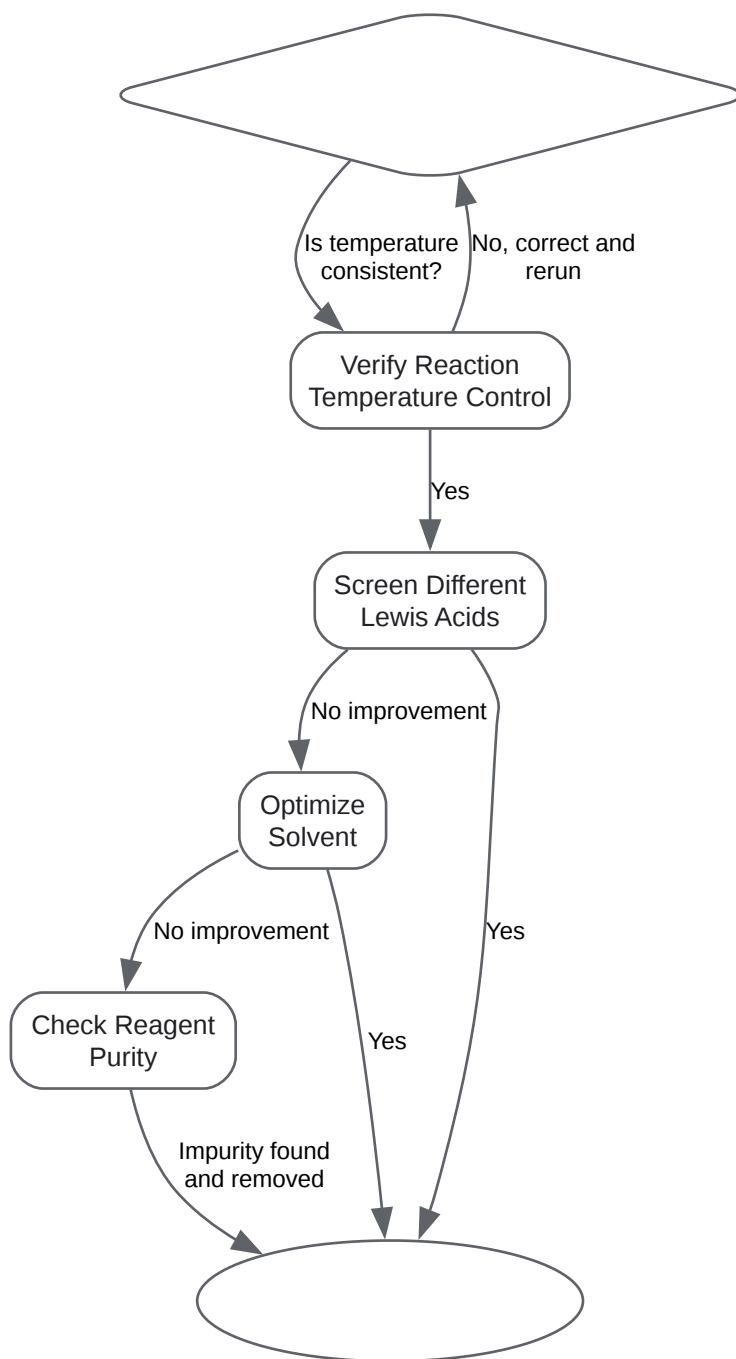 Is temperature
consistent?
No, correct and
rerun
Verify Reaction
Temperature Control
Yes
Screen Different
Lewis Acids
No improvement
Optimize
Solvent
No improvement
Yes
Yes
Check Reagent
Purity
Impurity found
and removed